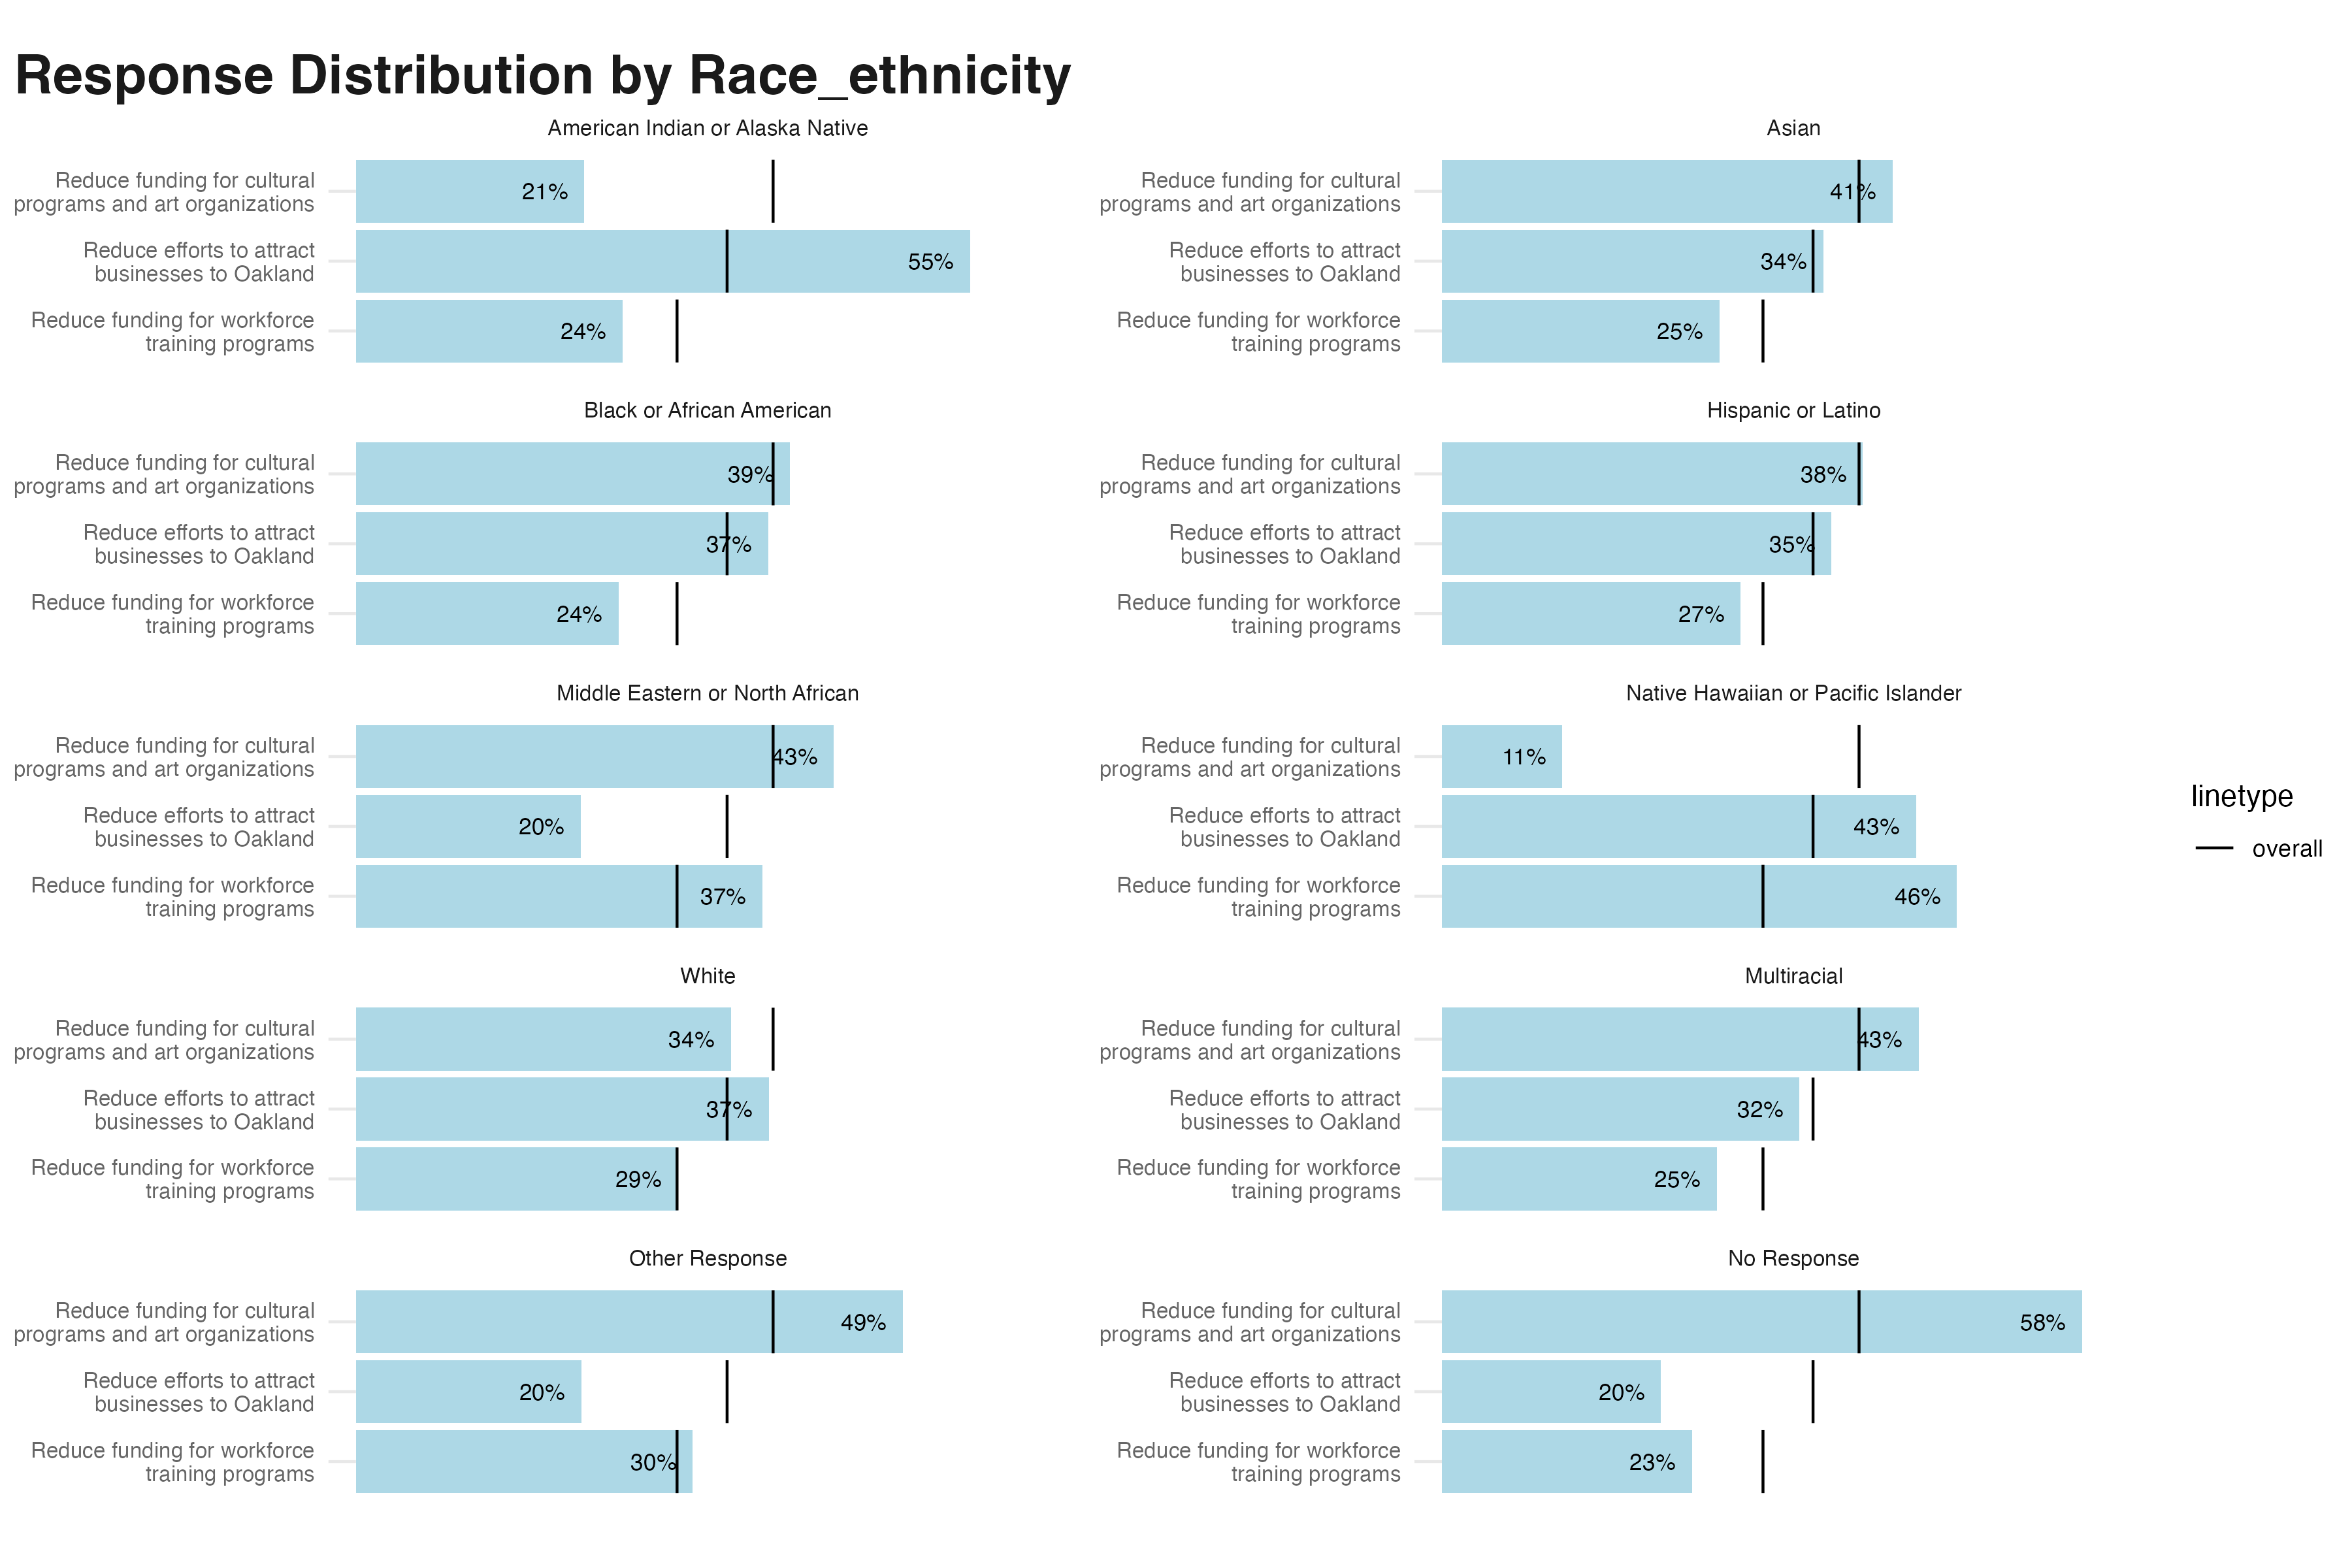 Response Distribution by Race_ethnicity
American Indian or Alaska Native
Reduce funding for cultural
programs and art organizations
21%
Reduce efforts to attract
businesses to Oakland
55%
Reduce funding for workforce
training programs
24%
Asian
Reduce funding for cultural
programs and art organizations
41%
Reduce efforts to attract
businesses to Oakland
34%
Reduce funding for workforce
training programs
25%
Black or African American
Reduce funding for cultural
programs and art organizations
39%
Reduce efforts to attract
businesses to Oakland
37%
Reduce funding for workforce
training programs
24%
Hispanic or Latino
Reduce funding for cultural
programs and art organizations
38%
Reduce efforts to attract
businesses to Oakland
35%
Reduce funding for workforce
training programs
27%
Middle Eastern or North African
Reduce funding for cultural
programs and art organizations
43%
Reduce efforts to attract
businesses to Oakland
20%
Reduce funding for workforce
training programs
37%
Native Hawaiian or Pacific Islander
Reduce funding for cultural
programs and art organizations
11%
Reduce efforts to attract
businesses to Oakland
43%
Reduce funding for workforce
training programs
46%
White
Reduce funding for cultural
programs and art organizations
34%
Reduce efforts to attract
businesses to Oakland
37%
Reduce funding for workforce
training programs
29%
Multiracial
Reduce funding for cultural
programs and art organizations
43%
Reduce efforts to attract
businesses to Oakland
32%
Reduce funding for workforce
training programs
25%
Other Response
Reduce funding for cultural
programs and art organizations
49%
Reduce efforts to attract
businesses to Oakland
20%
Reduce funding for workforce
training programs
30%
No Response
Reduce funding for cultural
programs and art organizations
58%
Reduce efforts to attract
businesses to Oakland
20%
Reduce funding for workforce
training programs
23%
linetype
overall